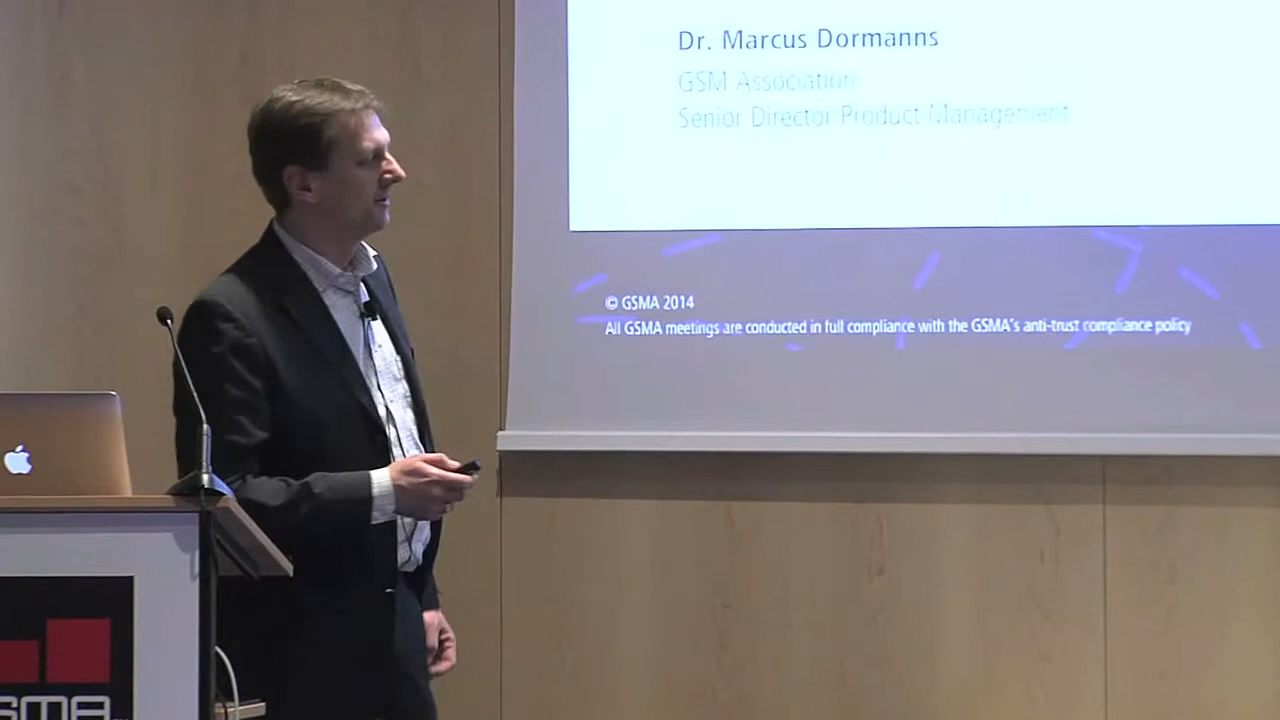 Dr. Marcus Dormanns
GSM Association
Senior Director Product Management
© GSMA 2014
All GSMA meetings are conducted in full compliance with the GSMA's anti-trust compliance policy
SMA